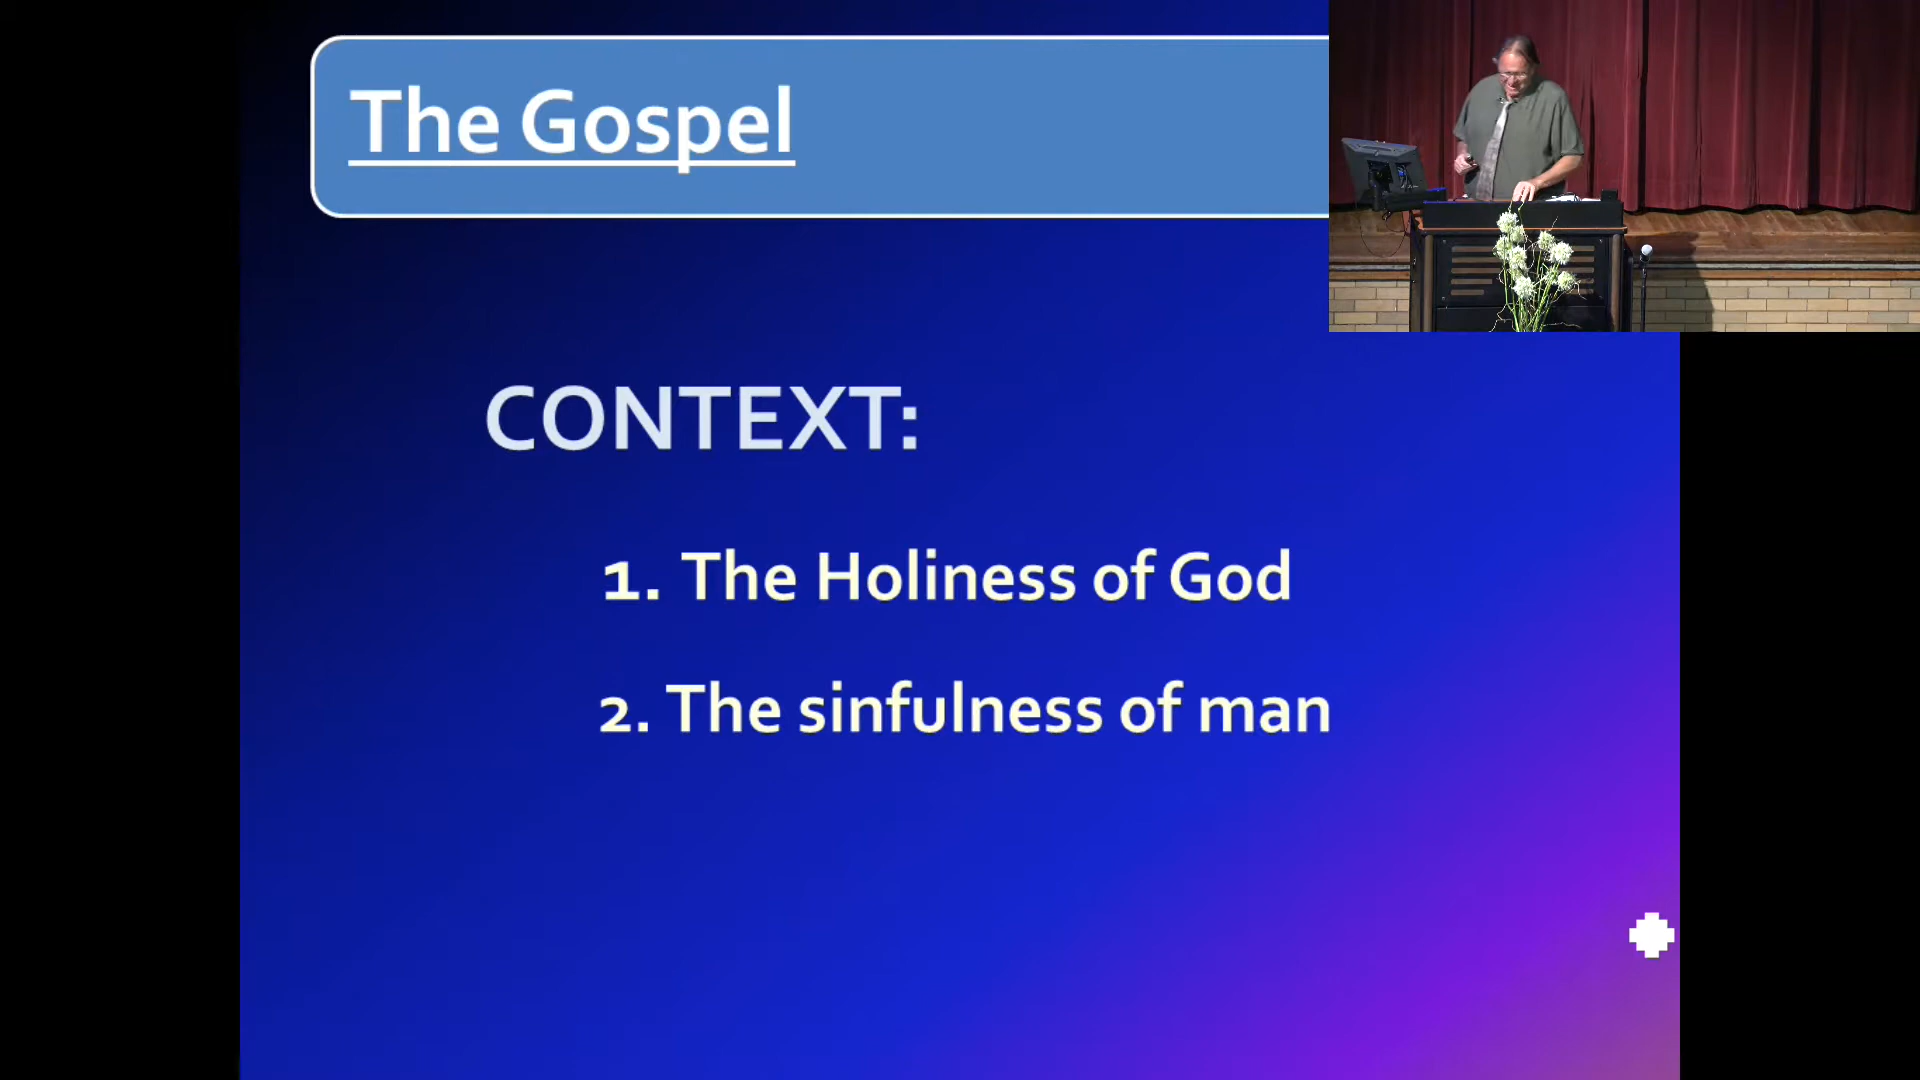 The Gospel
CONTEXT:
1. The Holiness of God
2. The sinfulness of man